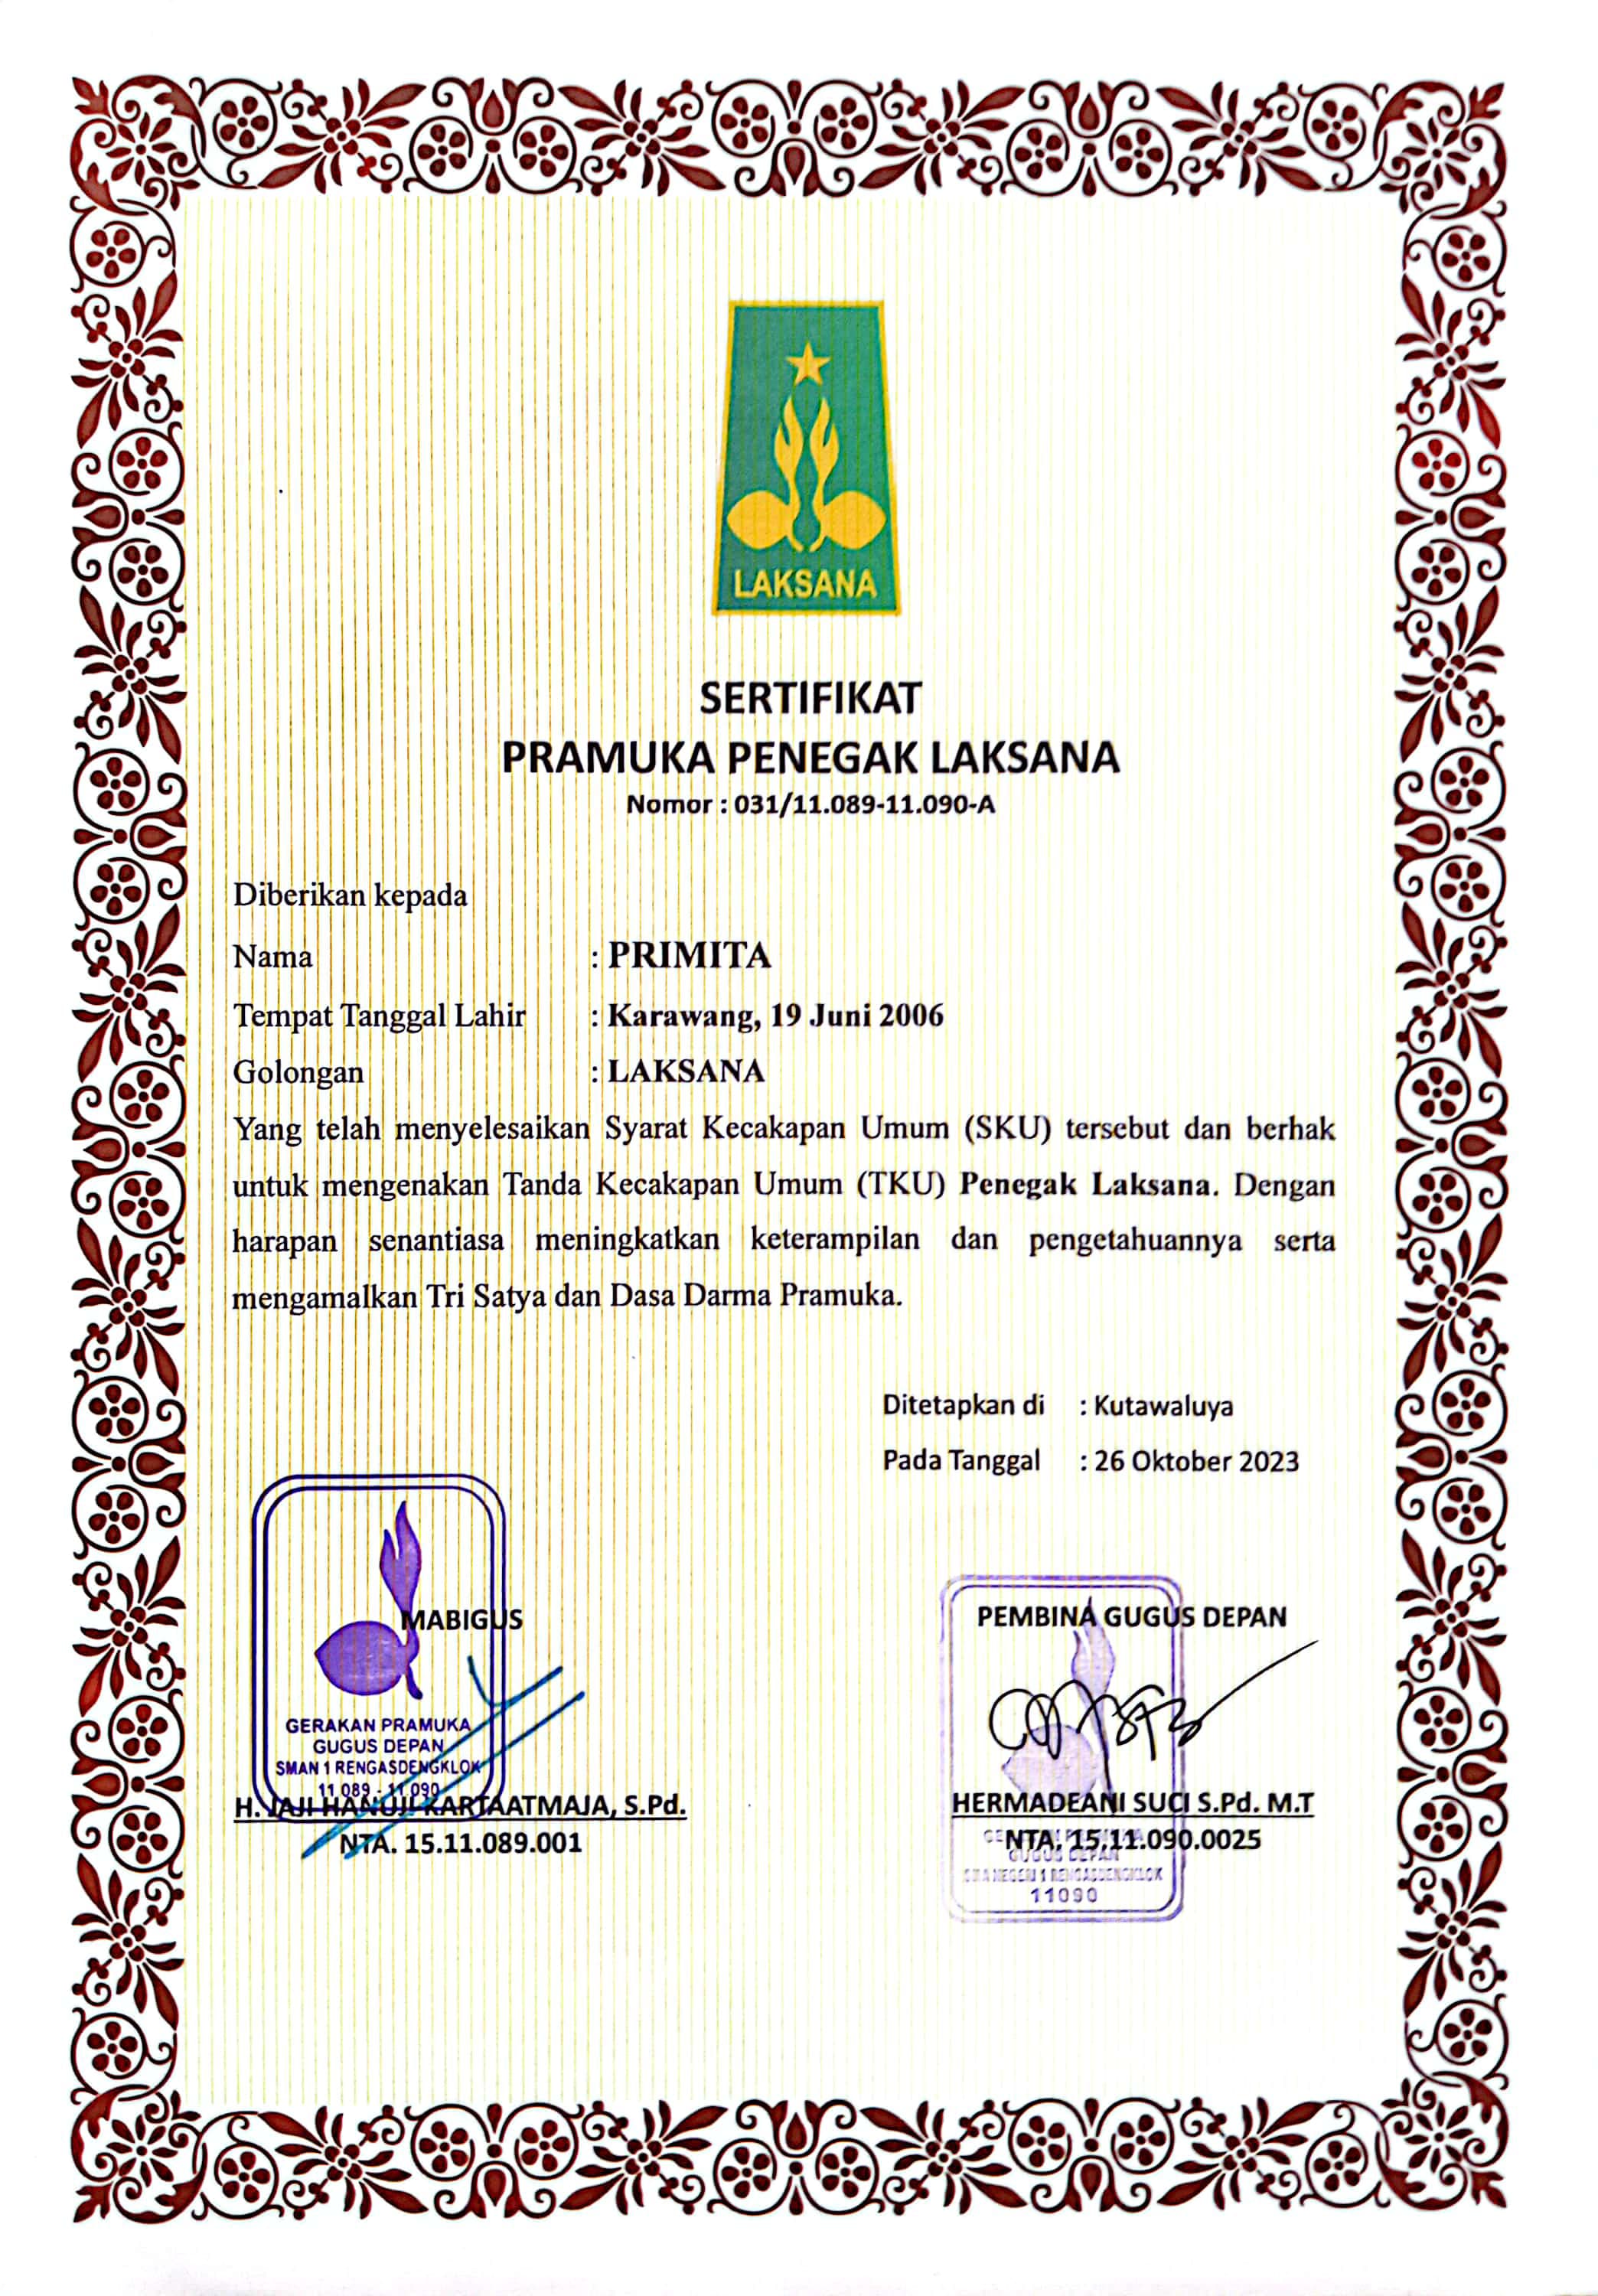 LAKSANA
SERTIFIKAT
PRAMUKA PENEGAK LAKSANA
Nomor : 031/11.089-11.090-A
Diberikan kepada
Nama : PRIMITA
Tempat Tanggal Lahir : Karawang, 19 Juni 2006
Golongan : LAKSANA
Yang telah menyelesaikan Syarat Kecakapan Umum (SKU) tersebut dan berhak
untuk mengenakan Tanda Kecakapan Umum (TKU) Penegak Laksana. Dengan
harapan senantiasa meningkatkan keterampilan dan pengetahuannya serta
mengamalkan Tri Satya dan Dasa Darma Pramuka.
Ditetapkan di : Kutawaluya
Pada Tanggal : 26 Oktober 2023
MABIGUS
GERAKAN PRAMUKA
GUGUS DEPAN
SMAN 1 RENGASDENGKLOK
11.089 - 11.090
H. JAJI HANUJI KARTAATMAJA, S.Pd.
NTA. 15.11.089.001
PEMBINA GUGUS DEPAN
HERMADEANI SUCI S.Pd. M.T
NTA. 15.11.090.0025
GUGUS DEPAN
SMA NEGERI 1 RENGASDENGKLOK
11090